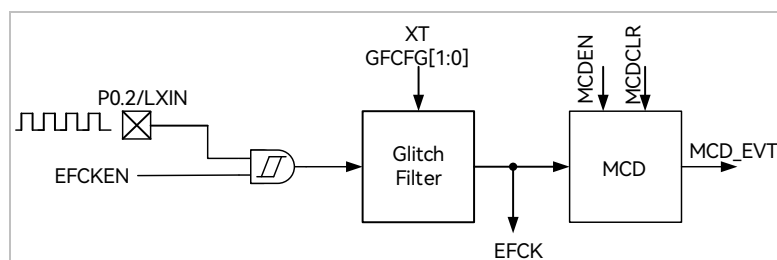 XT
GFCFG[1:0]
MCDEN
MCDCLR
P0.2/LXIN
EFCKEN
Glitch
Filter
MCD
MCD_EVT
EFCK